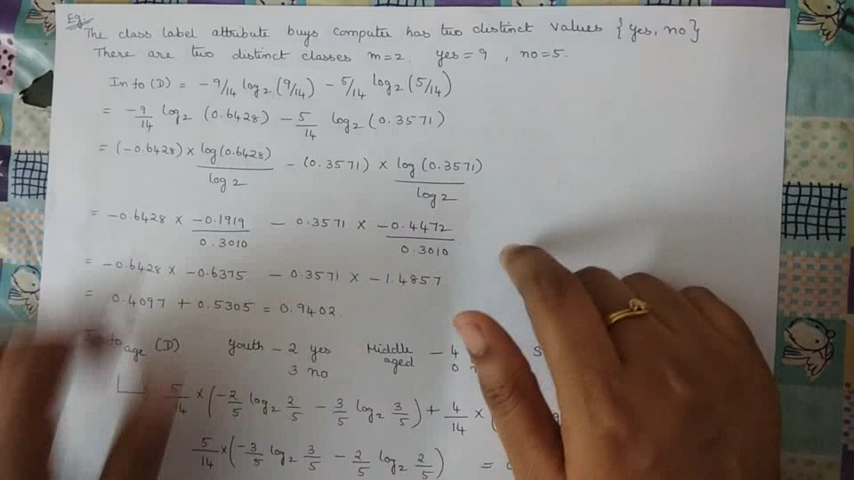 Eg:-
The class label attribute buys computer has two distinct values {yes, no}
There are two distinct classes m=2. yes=9, no=5.
Info (D) = -9/14 log2 (9/14) - 5/14 log2 (5/14)
= -9/14 log2 (0.6428) - 5/14 log2 (0.3571)
= (-0.6428) × log(0.6428)/log 2 - (0.3571) × log(0.3571)/log 2
= -0.6428 × -0.1919/0.3010 - 0.3571 × -0.4472/0.3010
= -0.6428 × -0.6375 - 0.3571 × -1.4857
= 0.4097 + 0.5305 = 0.9402.
age (D) Youth - 2 yes Middle aged - 4
3 no 0
5/14 × (-2/5 log2 2/5 - 3/5 log2 3/5) + 4/14 × (
5/14 × (-3/5 log2 3/5 - 2/5 log2 2/5) =